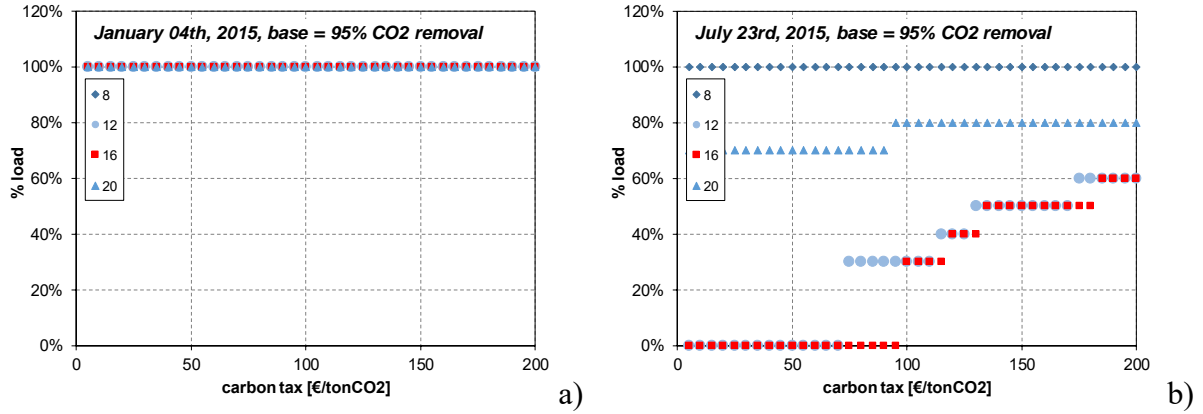 120%
100%
80%
60%
40%
20%
0%
% load
January 04th, 2015, base = 95% CO2 removal
8
12
16
20
0 50 100 150 200
carbon tax [€/tonCO2]
a)
120%
100%
80%
60%
40%
20%
0%
% load
July 23rd, 2015, base = 95% CO2 removal
8
12
16
20
0 50 100 150 200
carbon tax [€/tonCO2]
b)